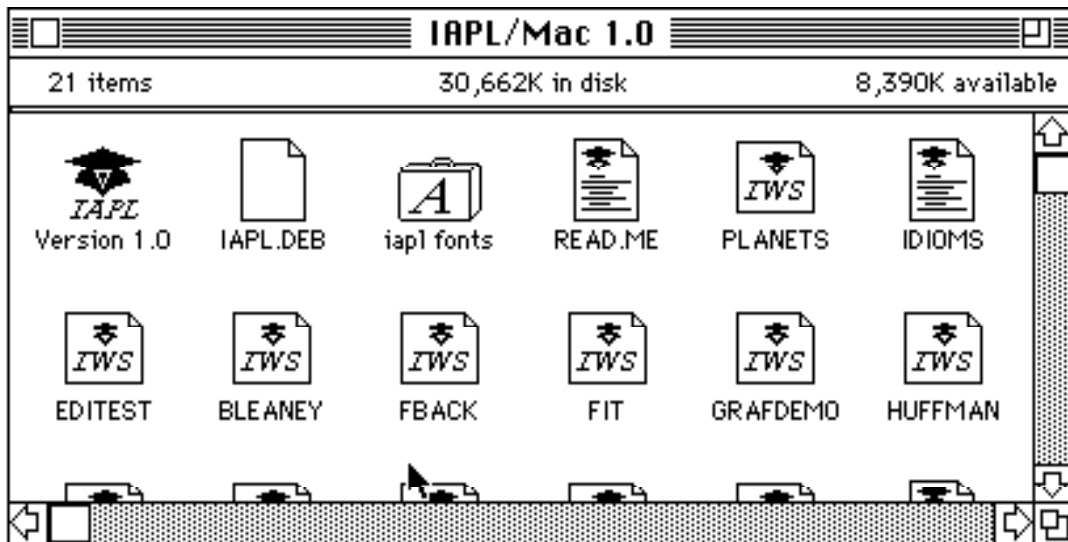 IAPL/Mac 1.0
21 items 30,662K in disk 8,390K available
IAPL IWS
Version 1.0 IAPL.DEB A iapl fonts READ.ME PLANETS IDIOMS
IWS IWS IWS IWS IWS IWS
EDITEST BLEANEY FBACK FIT GRAFDEMO HUFFMAN